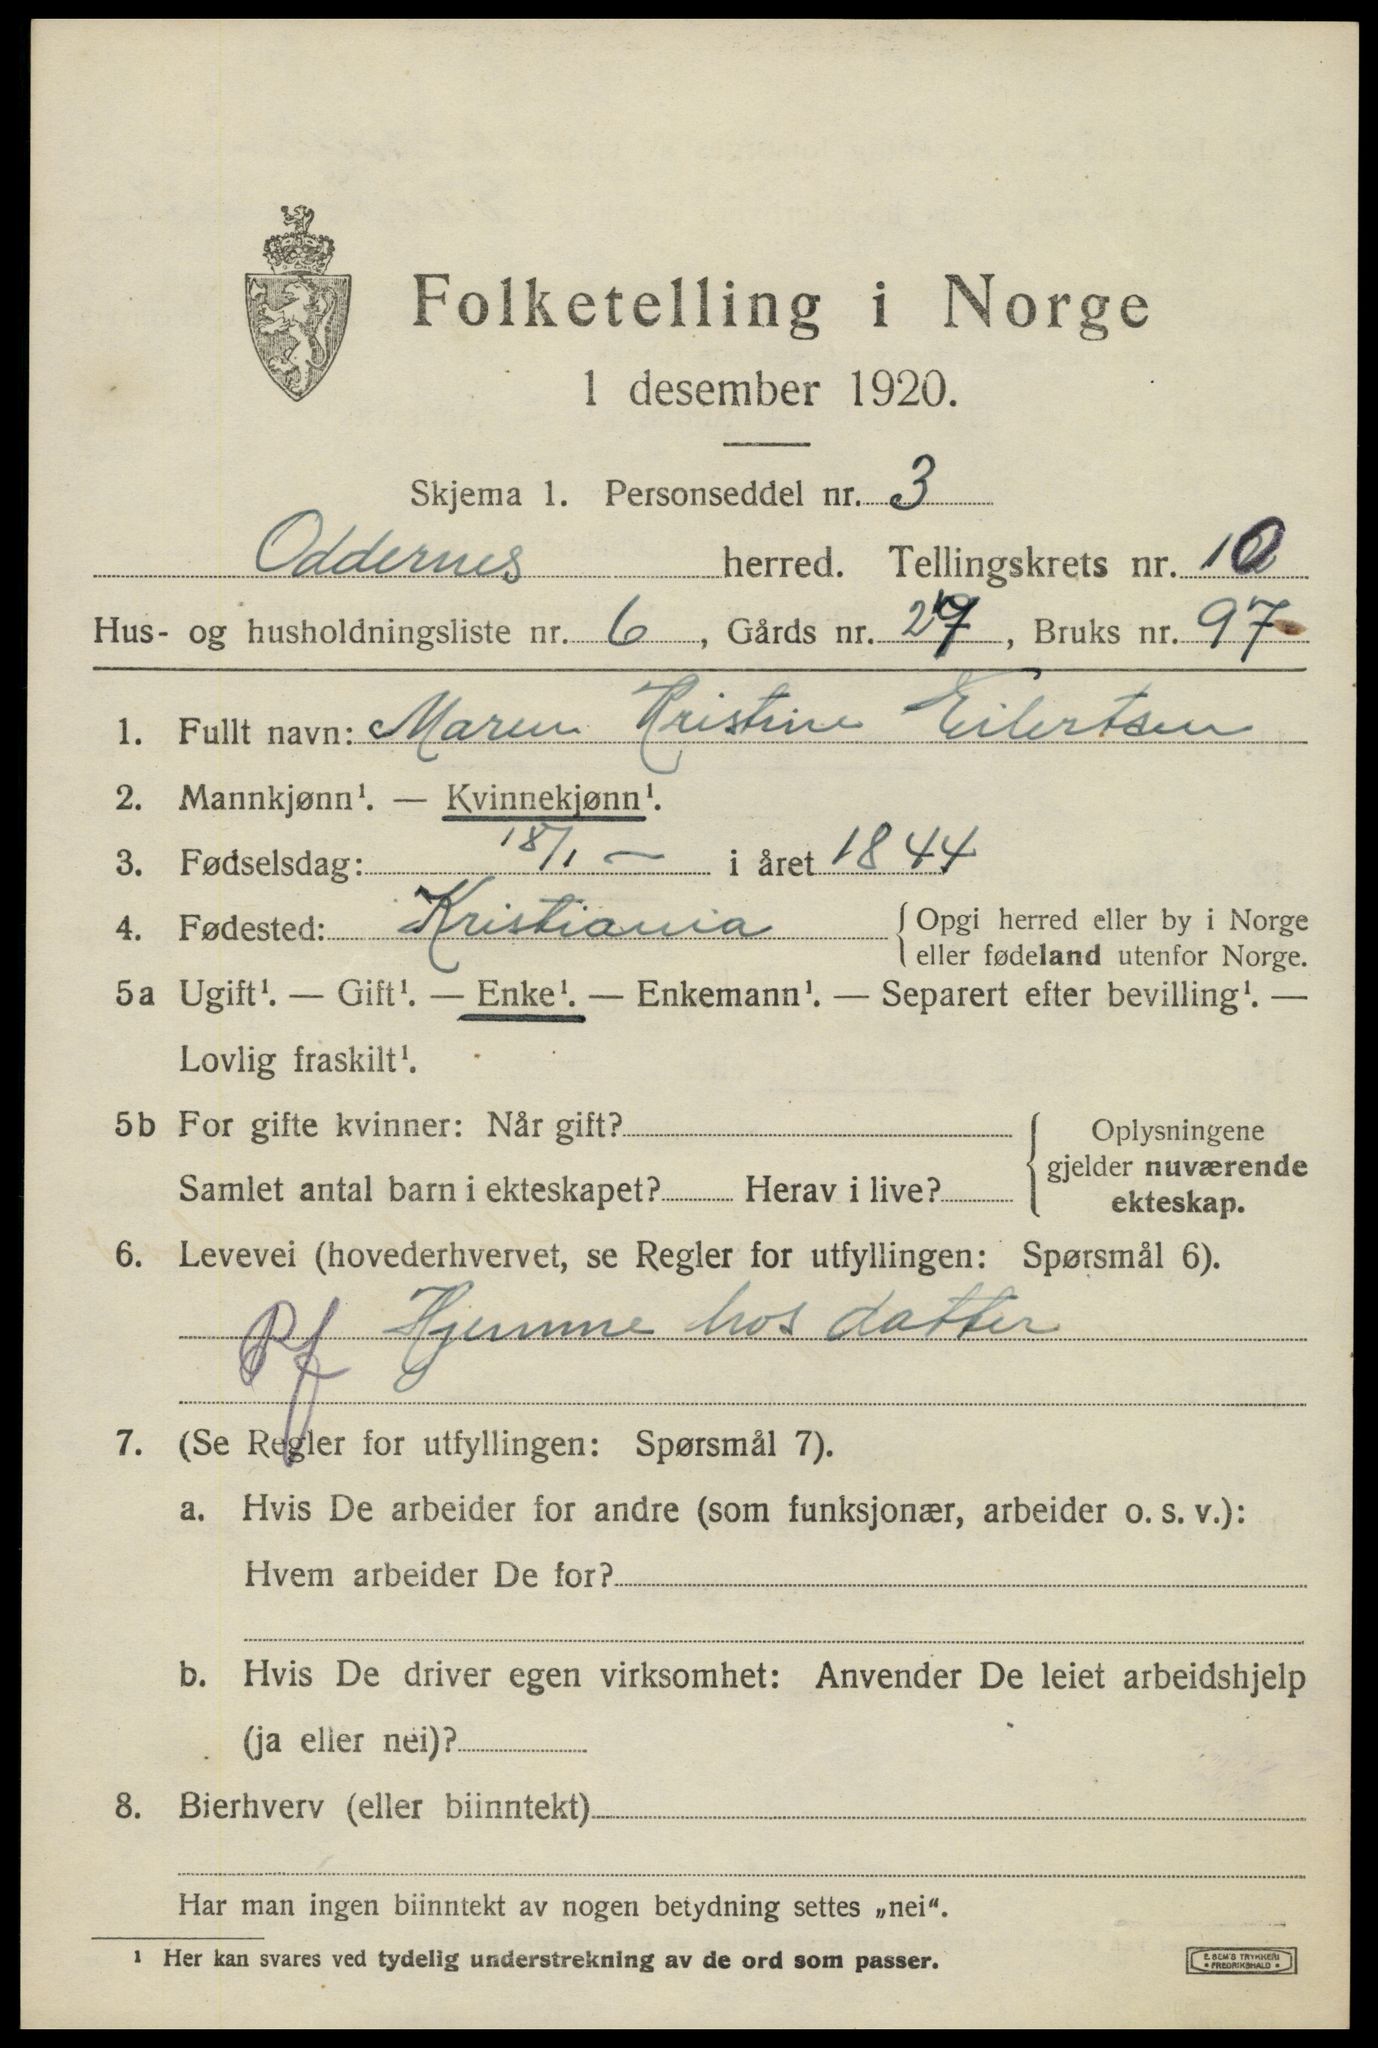 Folketelling i Norge
1 desember 1920.
Skjema 1. Personseddel nr. 3
Oddernes herred. Tellingskrets nr. 10
Hus- og husholdningsliste nr. 6, Gårds nr. 27, Bruks nr. 97
1. Fullt navn: Maren Kristine Eilertsen
2. Mannkjønn¹. — Kvinnekjønn¹.
3. Fødselsdag: 18/1 — i året 1844
4. Fødested: Kristiania { Opgi herred eller by i Norge
eller fødeland utenfor Norge.
5a Ugift¹. — Gift¹. — Enke¹. — Enkemann¹. — Separert efter bevilling¹. —
Lovlig fraskilt¹.
5b For gifte kvinner: Når gift?
Samlet antal barn i ekteskapet? Herav i live?
Oplysningene
gjelder nuværende
ekteskap.
6. Levevei (hovederhvervet, se Regler for utfyllingen: Spørsmål 6).
Pf Hjemme hos datter
7. (Se Regler for utfyllingen: Spørsmål 7).
a. Hvis De arbeider for andre (som funksjonær, arbeider o. s. v.):
Hvem arbeider De for?
b. Hvis De driver egen virksomhet: Anvender De leiet arbeidshjelp
(ja eller nei)?
8. Bierhverv (eller biinntekt)
Har man ingen biinntekt av nogen betydning settes „nei“.
¹ Her kan svares ved tydelig understrekning av de ord som passer.
E. SEM'S TRYKKERI
* FREDRIKSHALD *